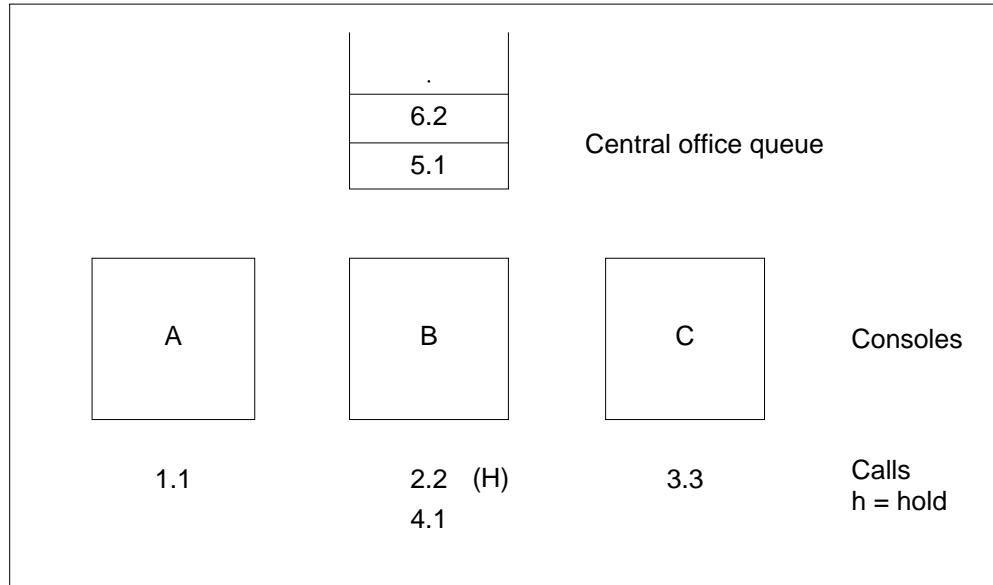 .
6.2
Central office queue
5.1
A
B
C
Consoles
1.1
2.2 (H)
3.3
Calls
4.1
h = hold